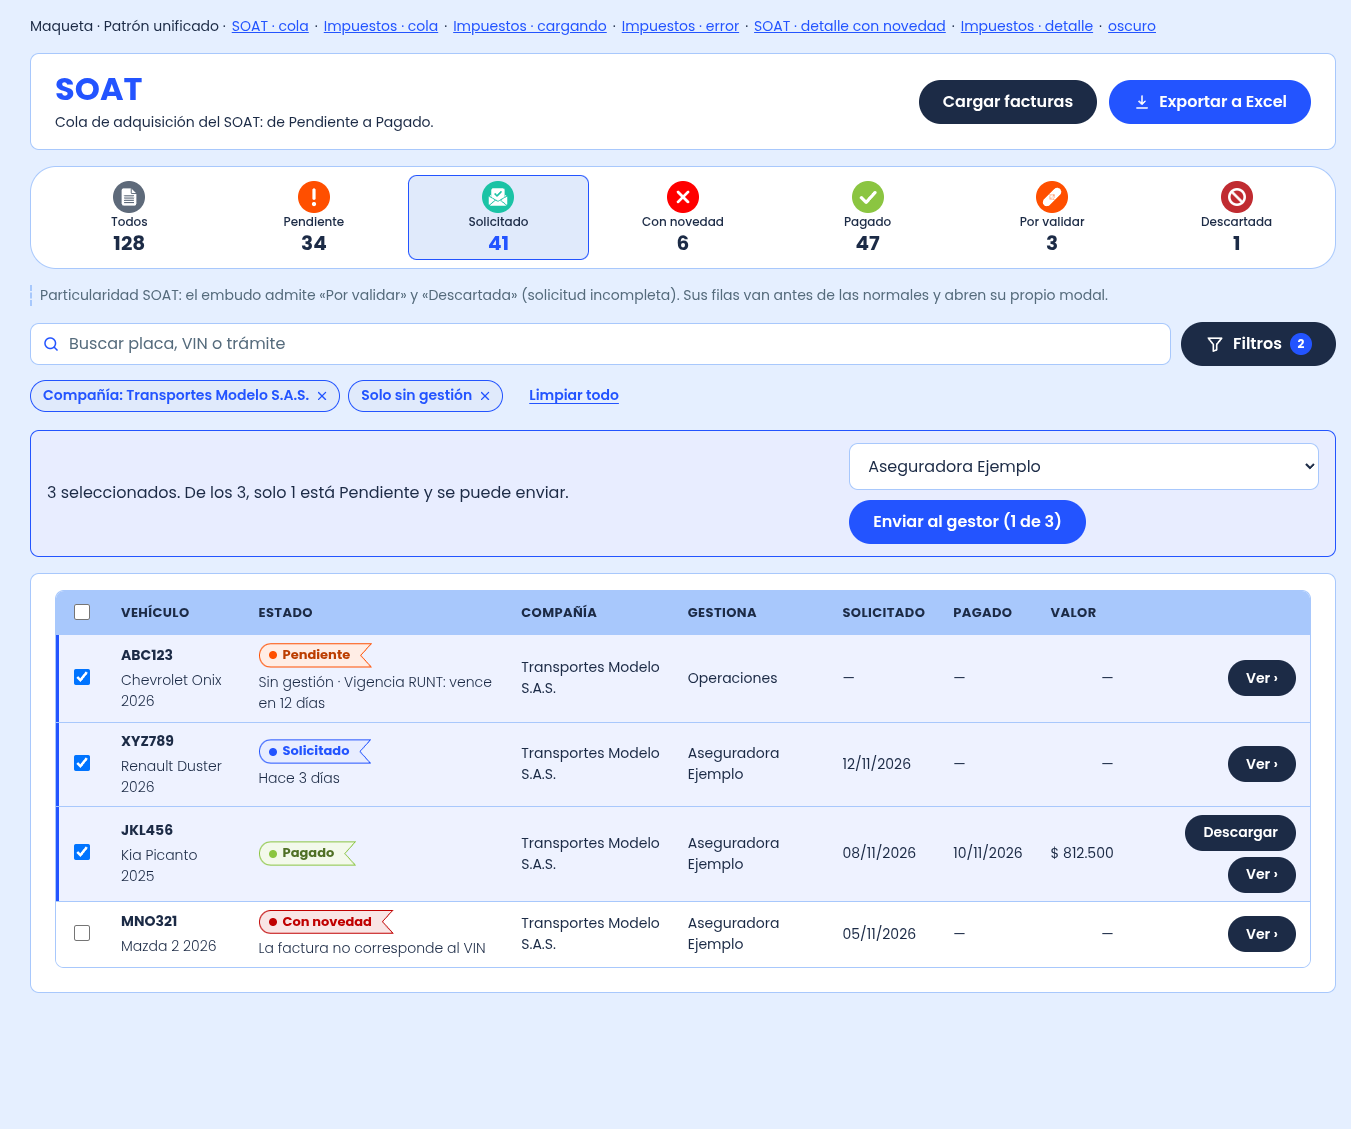 Maqueta · Patrón unificado · SOAT · cola · Impuestos · cola · Impuestos · cargando · Impuestos · error · SOAT · detalle con novedad · Impuestos · detalle · oscuro
SOAT
Cola de adquisición del SOAT: de Pendiente a Pagado.
Cargar facturas
Exportar a Excel
Todos
128
Pendiente
34
Solicitado
41
Con novedad
6
Pagado
47
Por validar
3
Descartada
1
Particularidad SOAT: el embudo admite «Por validar» y «Descartada» (solicitud incompleta). Sus filas van antes de las normales y abren su propio modal.
Buscar placa, VIN o trámite
Filtros 2
Compañía: Transportes Modelo S.A.S. ×
Solo sin gestión ×
Limpiar todo
3 seleccionados. De los 3, solo 1 está Pendiente y se puede enviar.
Aseguradora Ejemplo
Enviar al gestor (1 de 3)
VEHÍCULO ESTADO COMPAÑÍA GESTIONA SOLICITADO PAGADO VALOR
ABC123
Chevrolet Onix
2026
Pendiente
Sin gestión · Vigencia RUNT: vence
en 12 días
Transportes Modelo
S.A.S.
Operaciones
—
—
—
Ver ›
XYZ789
Renault Duster
2026
Solicitado
Hace 3 días
Transportes Modelo
S.A.S.
Aseguradora
Ejemplo
12/11/2026
—
—
Ver ›
JKL456
Kia Picanto
2025
Pagado
Transportes Modelo
S.A.S.
Aseguradora
Ejemplo
08/11/2026
10/11/2026
$ 812.500
Descargar
Ver ›
MNO321
Mazda 2 2026
Con novedad
La factura no corresponde al VIN
Transportes Modelo
S.A.S.
Aseguradora
Ejemplo
05/11/2026
—
—
Ver ›